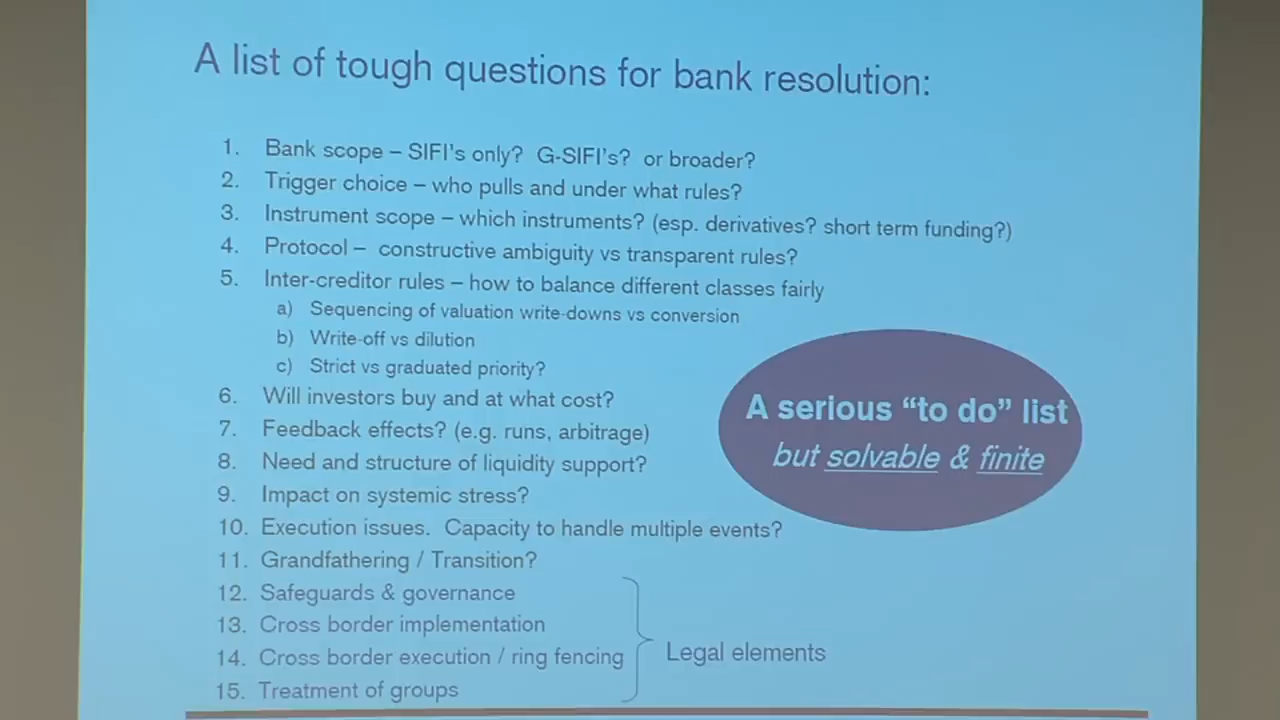 A list of tough questions for bank resolution:
1. Bank scope – SIFI's only? G-SIFI's? or broader?
2. Trigger choice – who pulls and under what rules?
3. Instrument scope – which instruments? (esp. derivatives? short term funding?)
4. Protocol – constructive ambiguity vs transparent rules?
5. Inter-creditor rules – how to balance different classes fairly
a) Sequencing of valuation write-downs vs conversion
b) Write-off vs dilution
c) Strict vs graduated priority?
6. Will investors buy and at what cost?
7. Feedback effects? (e.g. runs, arbitrage)
8. Need and structure of liquidity support?
9. Impact on systemic stress?
10. Execution issues. Capacity to handle multiple events?
11. Grandfathering / Transition?
12. Safeguards & governance
13. Cross border implementation
14. Cross border execution / ring fencing
15. Treatment of groups
Legal elements
A serious “to do” list
but solvable & finite